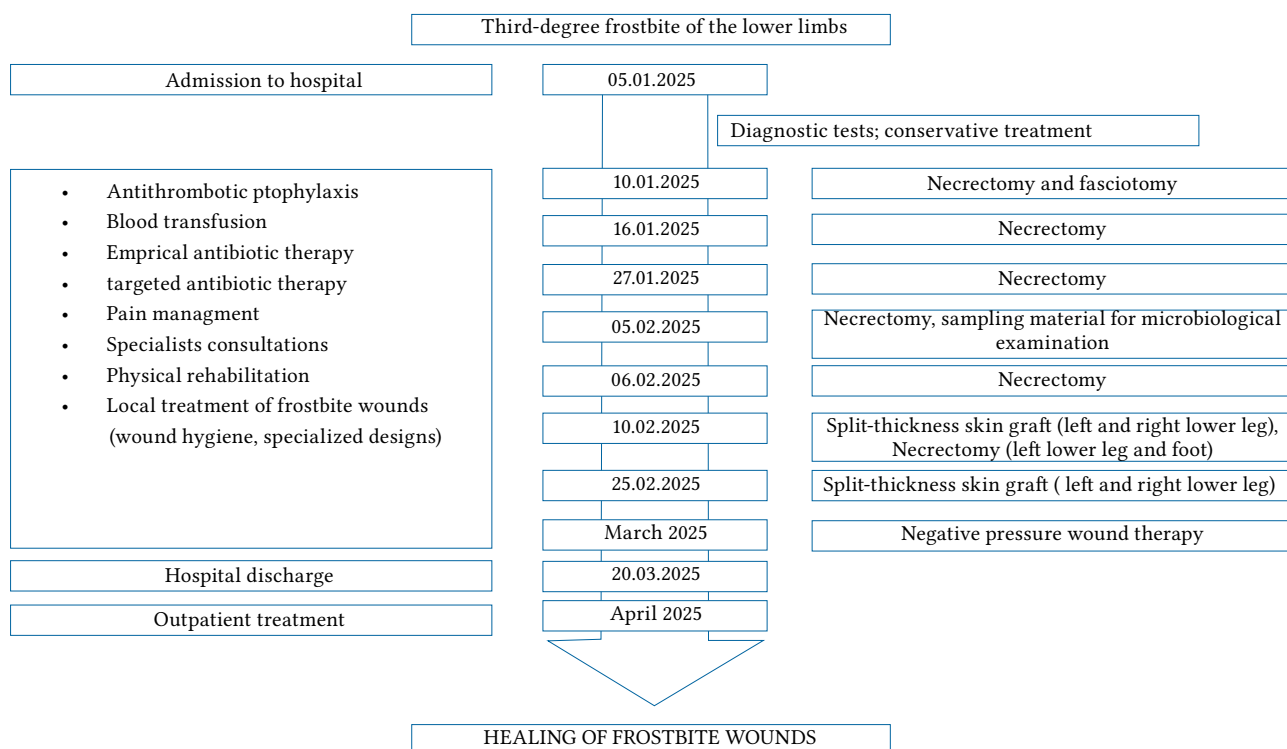 Third-degree frostbite of the lower limbs
Admission to hospital
05.01.2025
Diagnostic tests; conservative treatment
• Antithrombotic ptophylaxis
• Blood transfusion
• Emprical antibiotic therapy
• targeted antibiotic therapy
• Pain managment
• Specialists consultations
• Physical rehabilitation
• Local treatment of frostbite wounds
(wound hygiene, specialized designs)
10.01.2025
Necrectomy and fasciotomy
16.01.2025
Necrectomy
27.01.2025
Necrectomy
05.02.2025
Necrectomy, sampling material for microbiological
examination
06.02.2025
Necrectomy
10.02.2025
Split-thickness skin graft (left and right lower leg),
Necrectomy (left lower leg and foot)
25.02.2025
Split-thickness skin graft ( left and right lower leg)
March 2025
Negative pressure wound therapy
Hospital discharge
20.03.2025
Outpatient treatment
April 2025
HEALING OF FROSTBITE WOUNDS